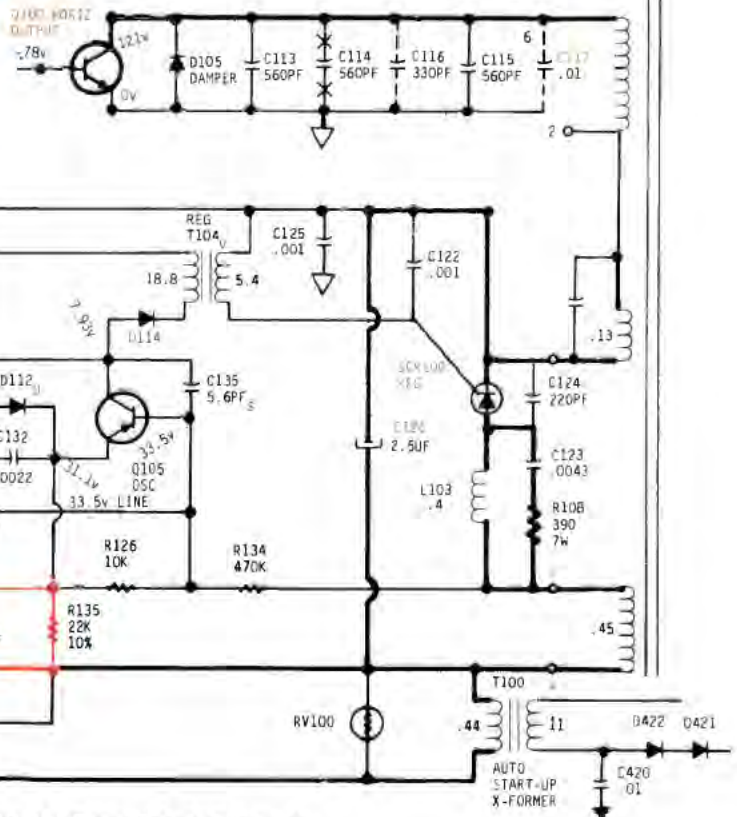 Q100 HORIZ
OUTPUT
.78v
121v
0V
D105
DAMPER
C113
560PF
C114
560PF
C116
330PF
C115
560PF
6
.01
2
REG
T104
18.8
5.4
C125
.001
C122
.001
7.93V
D114
.13
D112
C135
5.6PF
S
SCR100
REG
C124
220PF
2.5UF
C132
0022
31.1v
33.5v
Q105
OSC
33.5v LINE
L103
.4
C123
.0043
R108
390
7W
R126
10K
R134
470K
R135
22K
10%
.45
RV100
T100
.44
11
D422
D421
AUTO
START-UP
X-FORMER
C420
.01